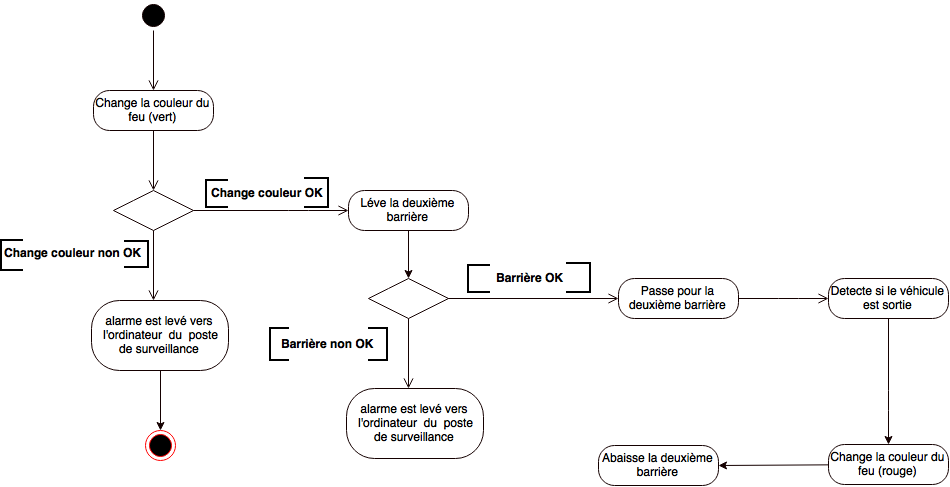 Change la couleur du
feu (vert)
Change couleur OK
Léve la deuxième
barrière
Change couleur non OK
Barrière OK
Passe pour la
deuxième barrière
Detecte si le véhicule
est sortie
alarme est levé vers
l'ordinateur du poste
de surveillance
Barrière non OK
alarme est levé vers
l'ordinateur du poste
de surveillance
Abaisse la deuxième
barrière
Change la couleur du
feu (rouge)